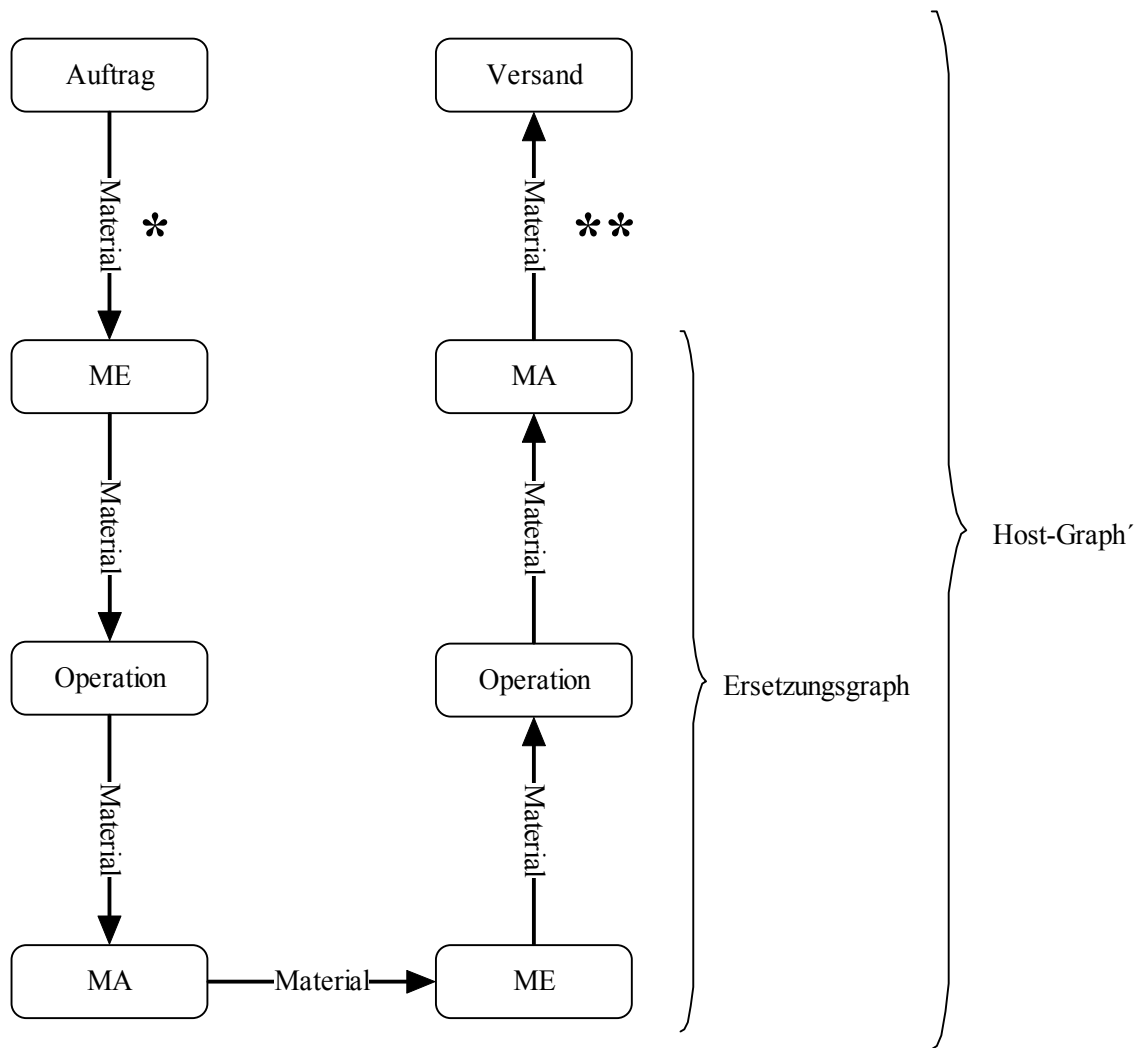 Auftrag
Versand
Material
*
Material
**
ME
MA
Material
Material
Host-Graph´
Operation
Operation
Ersetzungsgraph
Material
Material
MA
Material
ME